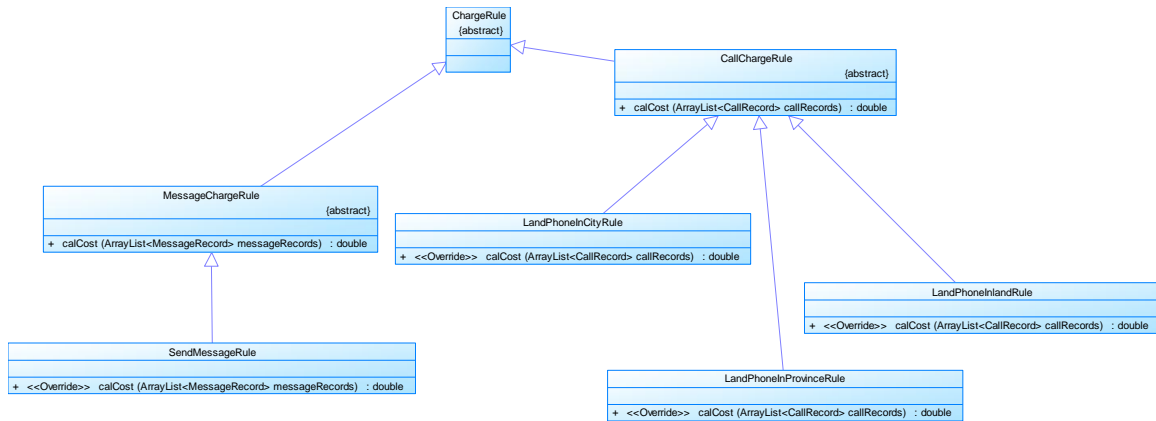 ChargeRule
{abstract}
CallChargeRule
{abstract}
+ calCost (ArrayList<CallRecord> callRecords) : double
MessageChargeRule
{abstract}
+ calCost (ArrayList<MessageRecord> messageRecords) : double
LandPhoneInCityRule
+ <<Override>> calCost (ArrayList<CallRecord> callRecords) : double
LandPhoneInlandRule
+ <<Override>> calCost (ArrayList<CallRecord> callRecords) : double
SendMessageRule
+ <<Override>> calCost (ArrayList<MessageRecord> messageRecords) : double
LandPhoneInProvinceRule
+ <<Override>> calCost (ArrayList<CallRecord> callRecords) : double